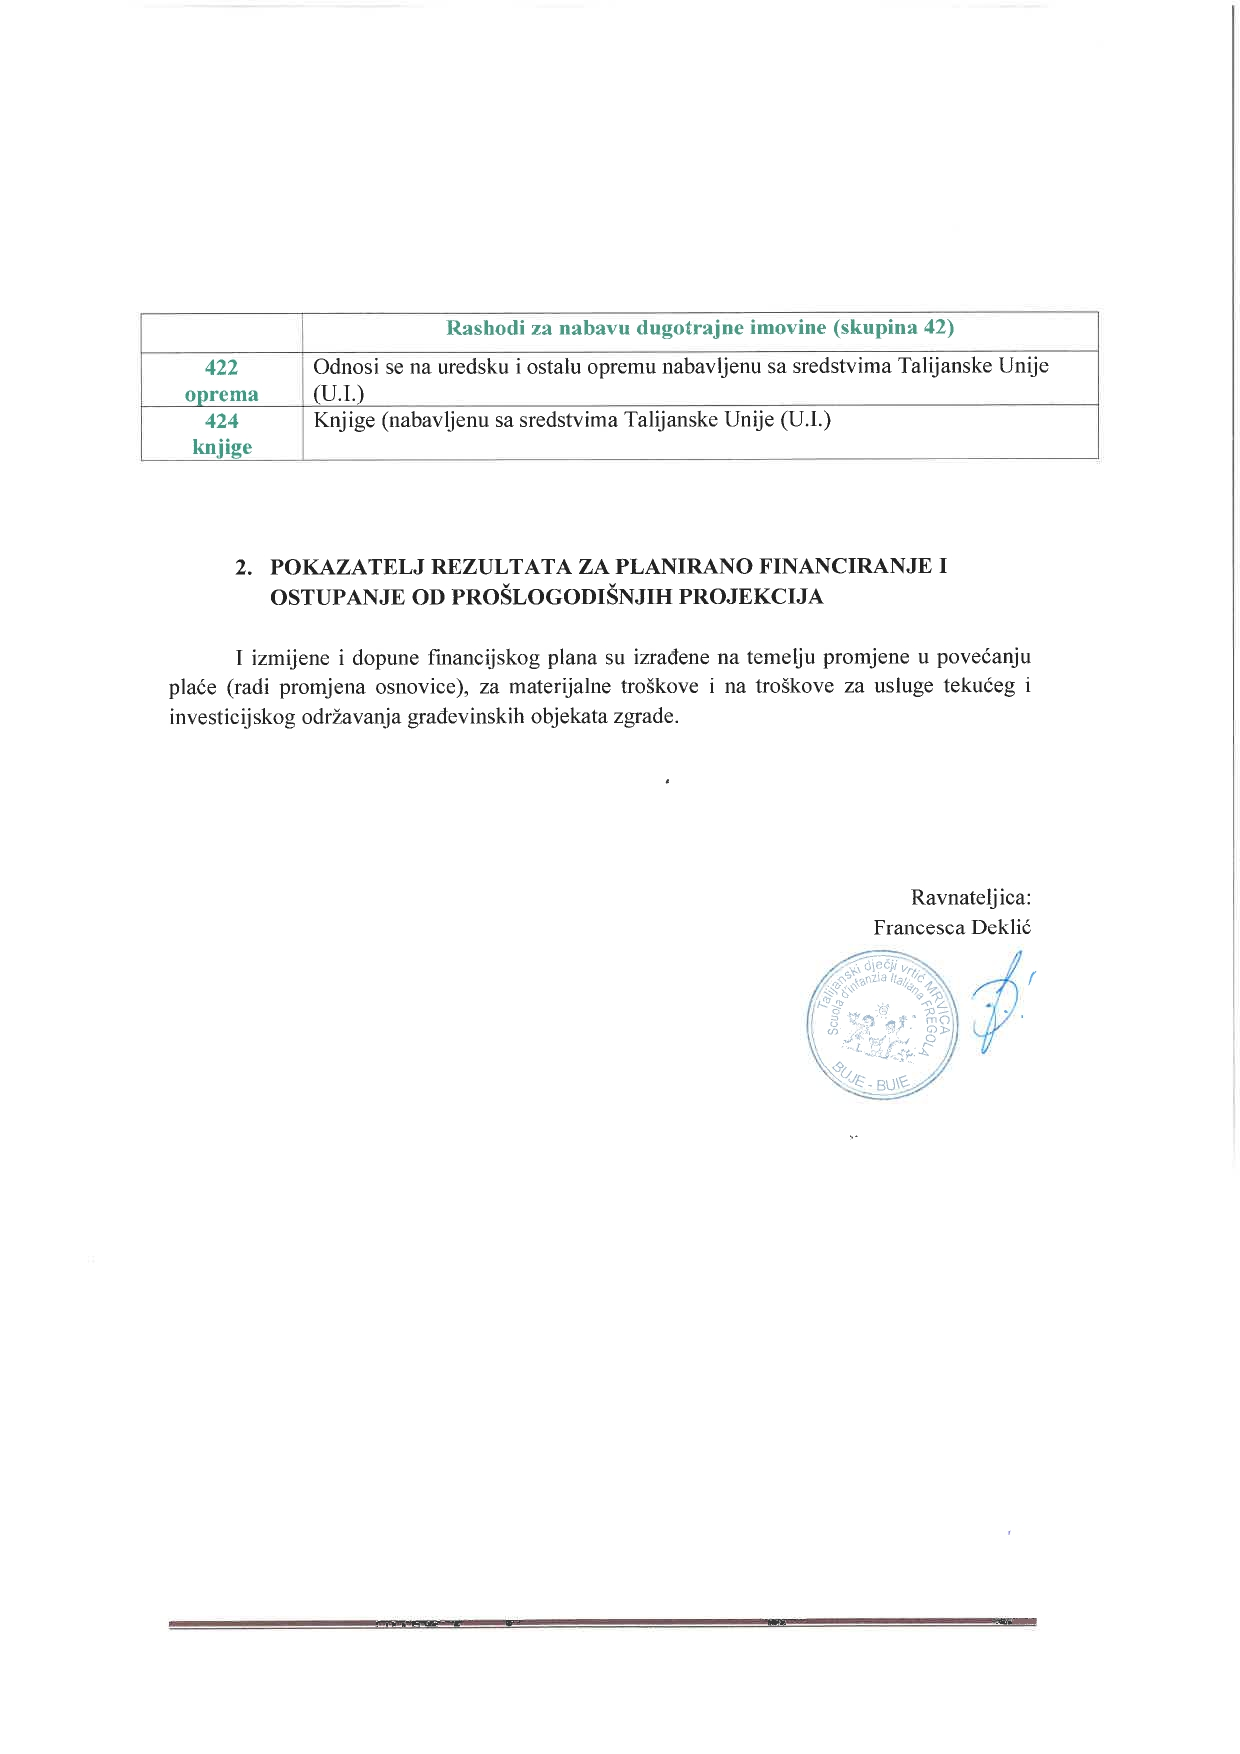 Rashodi za nabavu dugotrajne imovine (skupina 42)
422
oprema
Odnosi se na uredsku i ostalu opremu nabavljenu sa sredstvima Talijanske Unije
(U.I.)
424
knjige
Knjige (nabavljenu sa sredstvima Talijanske Unije (U.I.)
2. POKAZATELJ REZULTATA ZA PLANIRANO FINANCIRANJE I
OSTUPANJE OD PROŠLOGODIŠNJIH PROJEKCIJA
I izmijene i dopune financijskog plana su izrađene na temelju promjene u povećanju
plaće (radi promjena osnovice), za materijalne troškove i na troškove za usluge tekućeg i
investicijskog održavanja građevinskih objekata zgrade.
Ravnateljica:
Francesca Deklić
Talijanski dječji vrtić MRVICA
Scuola d'infanzia Italiana FREGOLA
BUJE - BUIE